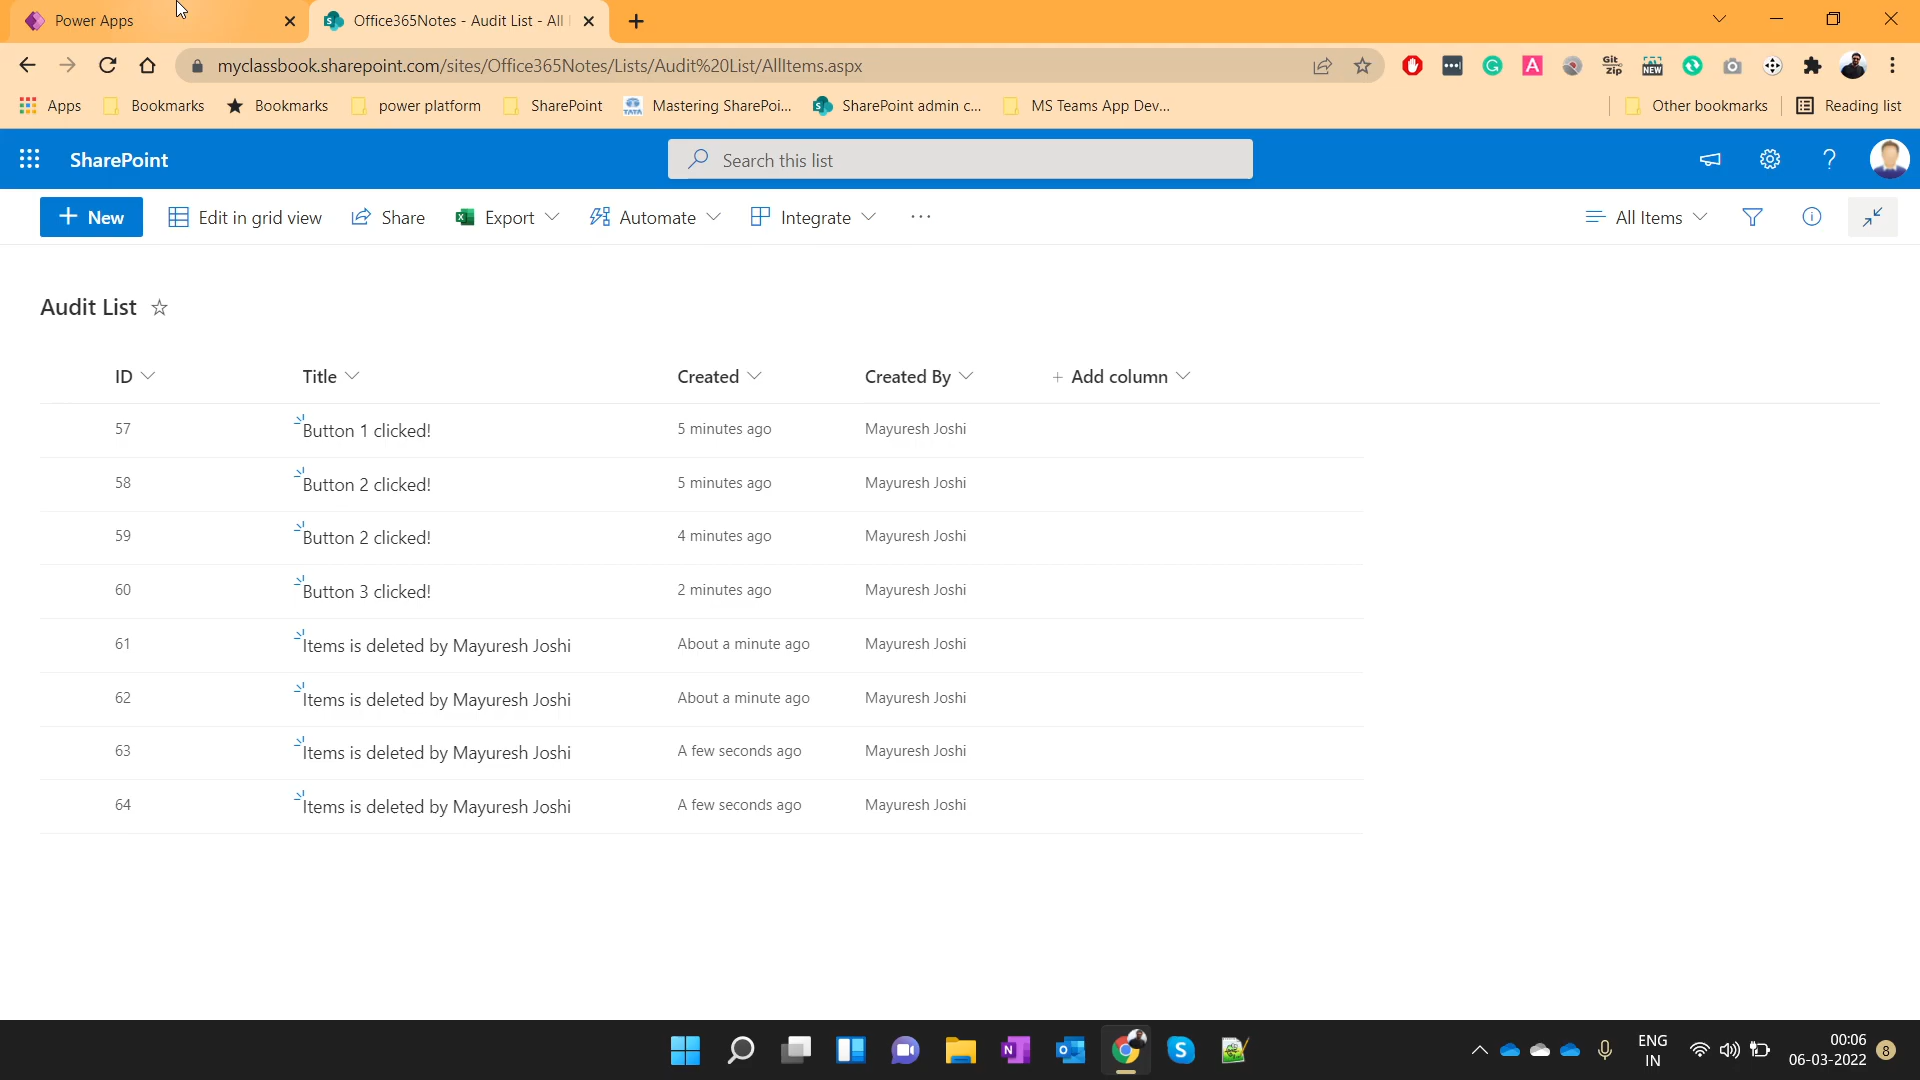 Power Apps
Office365Notes - Audit List - All
myclassbook.sharepoint.com/sites/Office365Notes/Lists/Audit%20List/AllItems.aspx
A
Git
zip
NEW
Apps
Bookmarks
Bookmarks
power platform
SharePoint
TATA
Mastering SharePoi...
SharePoint admin c...
MS Teams App Dev...
Other bookmarks
Reading list
SharePoint
Search this list
New
Edit in grid view
Share
Export
Automate
Integrate
All Items
Audit List
ID Title Created Created By + Add column
57 Button 1 clicked! 5 minutes ago Mayuresh Joshi
58 Button 2 clicked! 5 minutes ago Mayuresh Joshi
59 Button 2 clicked! 4 minutes ago Mayuresh Joshi
60 Button 3 clicked! 2 minutes ago Mayuresh Joshi
61 Items is deleted by Mayuresh Joshi About a minute ago Mayuresh Joshi
62 Items is deleted by Mayuresh Joshi About a minute ago Mayuresh Joshi
63 Items is deleted by Mayuresh Joshi A few seconds ago Mayuresh Joshi
64 Items is deleted by Mayuresh Joshi A few seconds ago Mayuresh Joshi
ENG
IN
00:06
06-03-2022
8